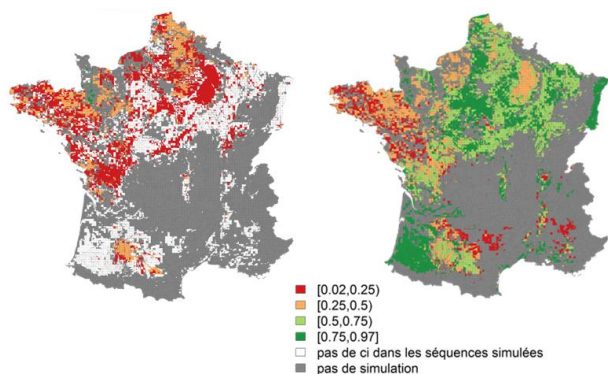 [0.02,0.25)
[0.25,0.5)
[0.5,0.75)
[0.75,0.97]
pas de ci dans les séquences simulées
pas de simulation